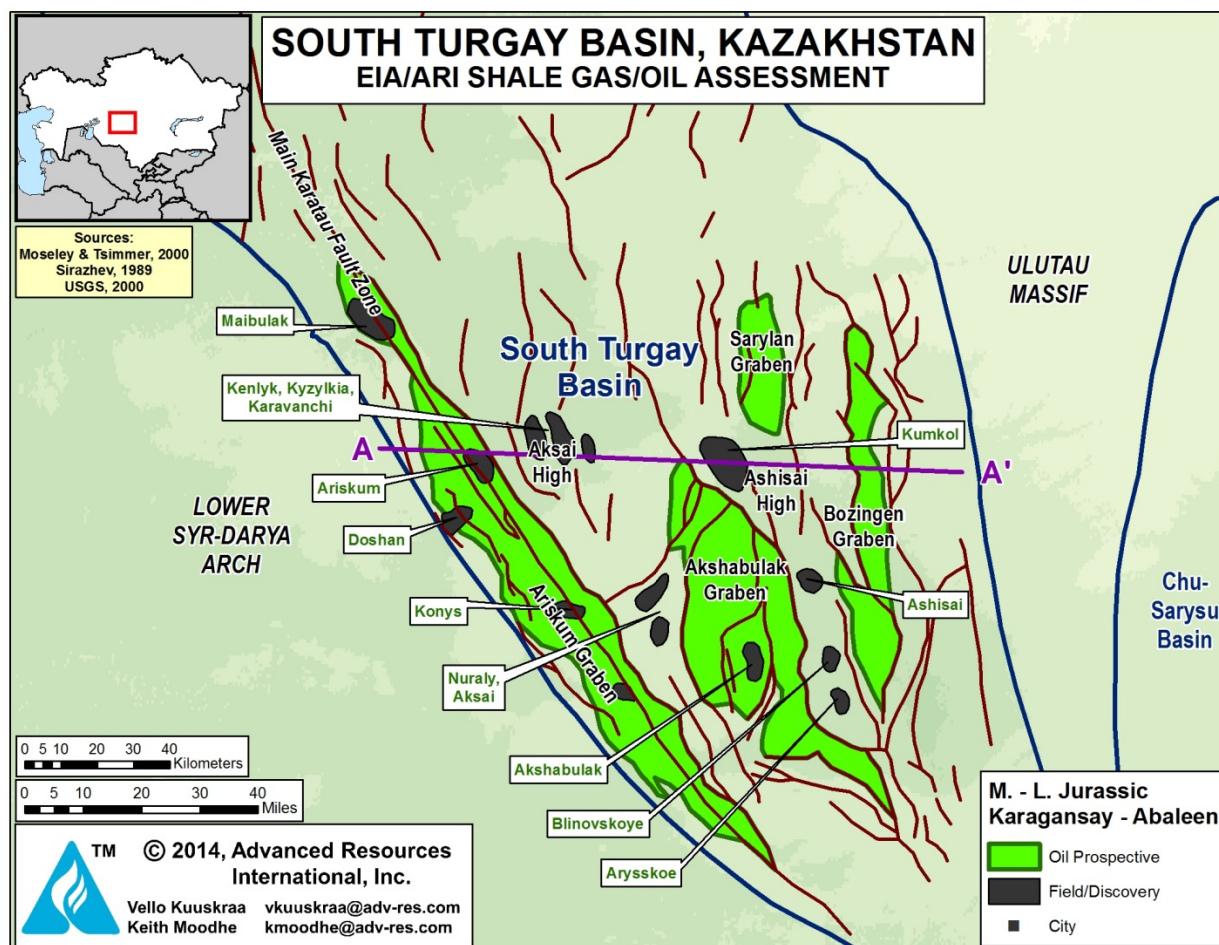 SOUTH TURGAY BASIN, KAZAKHSTAN
EIA/ARI SHALE GAS/OIL ASSESSMENT
Sources:
Moseley & Tsimmer, 2000
Sirazhev, 1989
USGS, 2000
Main Karatau Fault Zone
ULUTAU
MASSIF
Maibulak
South Turgay
Basin
Sarylan
Graben
Kenlyk, Kyzylkia,
Karavanchi
Kumkol
A
Aksai
High
A'
Ariskum
Ashisai
High
LOWER
SYR-DARYA
ARCH
Doshan
Bozingen
Graben
Akshabulak
Graben
Chu-
Sarysu
Basin
Konys
Ashisai
Ariskum Graben
Nuraly,
Aksai
Akshabulak
Blinovskoye
Arysskoe
0 5 10 20 30 40
Kilometers
0 10 20 30 40
Miles
TM
© 2014, Advanced Resources
International, Inc.
Vello Kuuskraa vkuuskraa@adv-res.com
Keith Moodhe kmoodhe@adv-res.com
M. - L. Jurassic
Karagansay - Abaleen
Oil Prospective
Field/Discovery
City